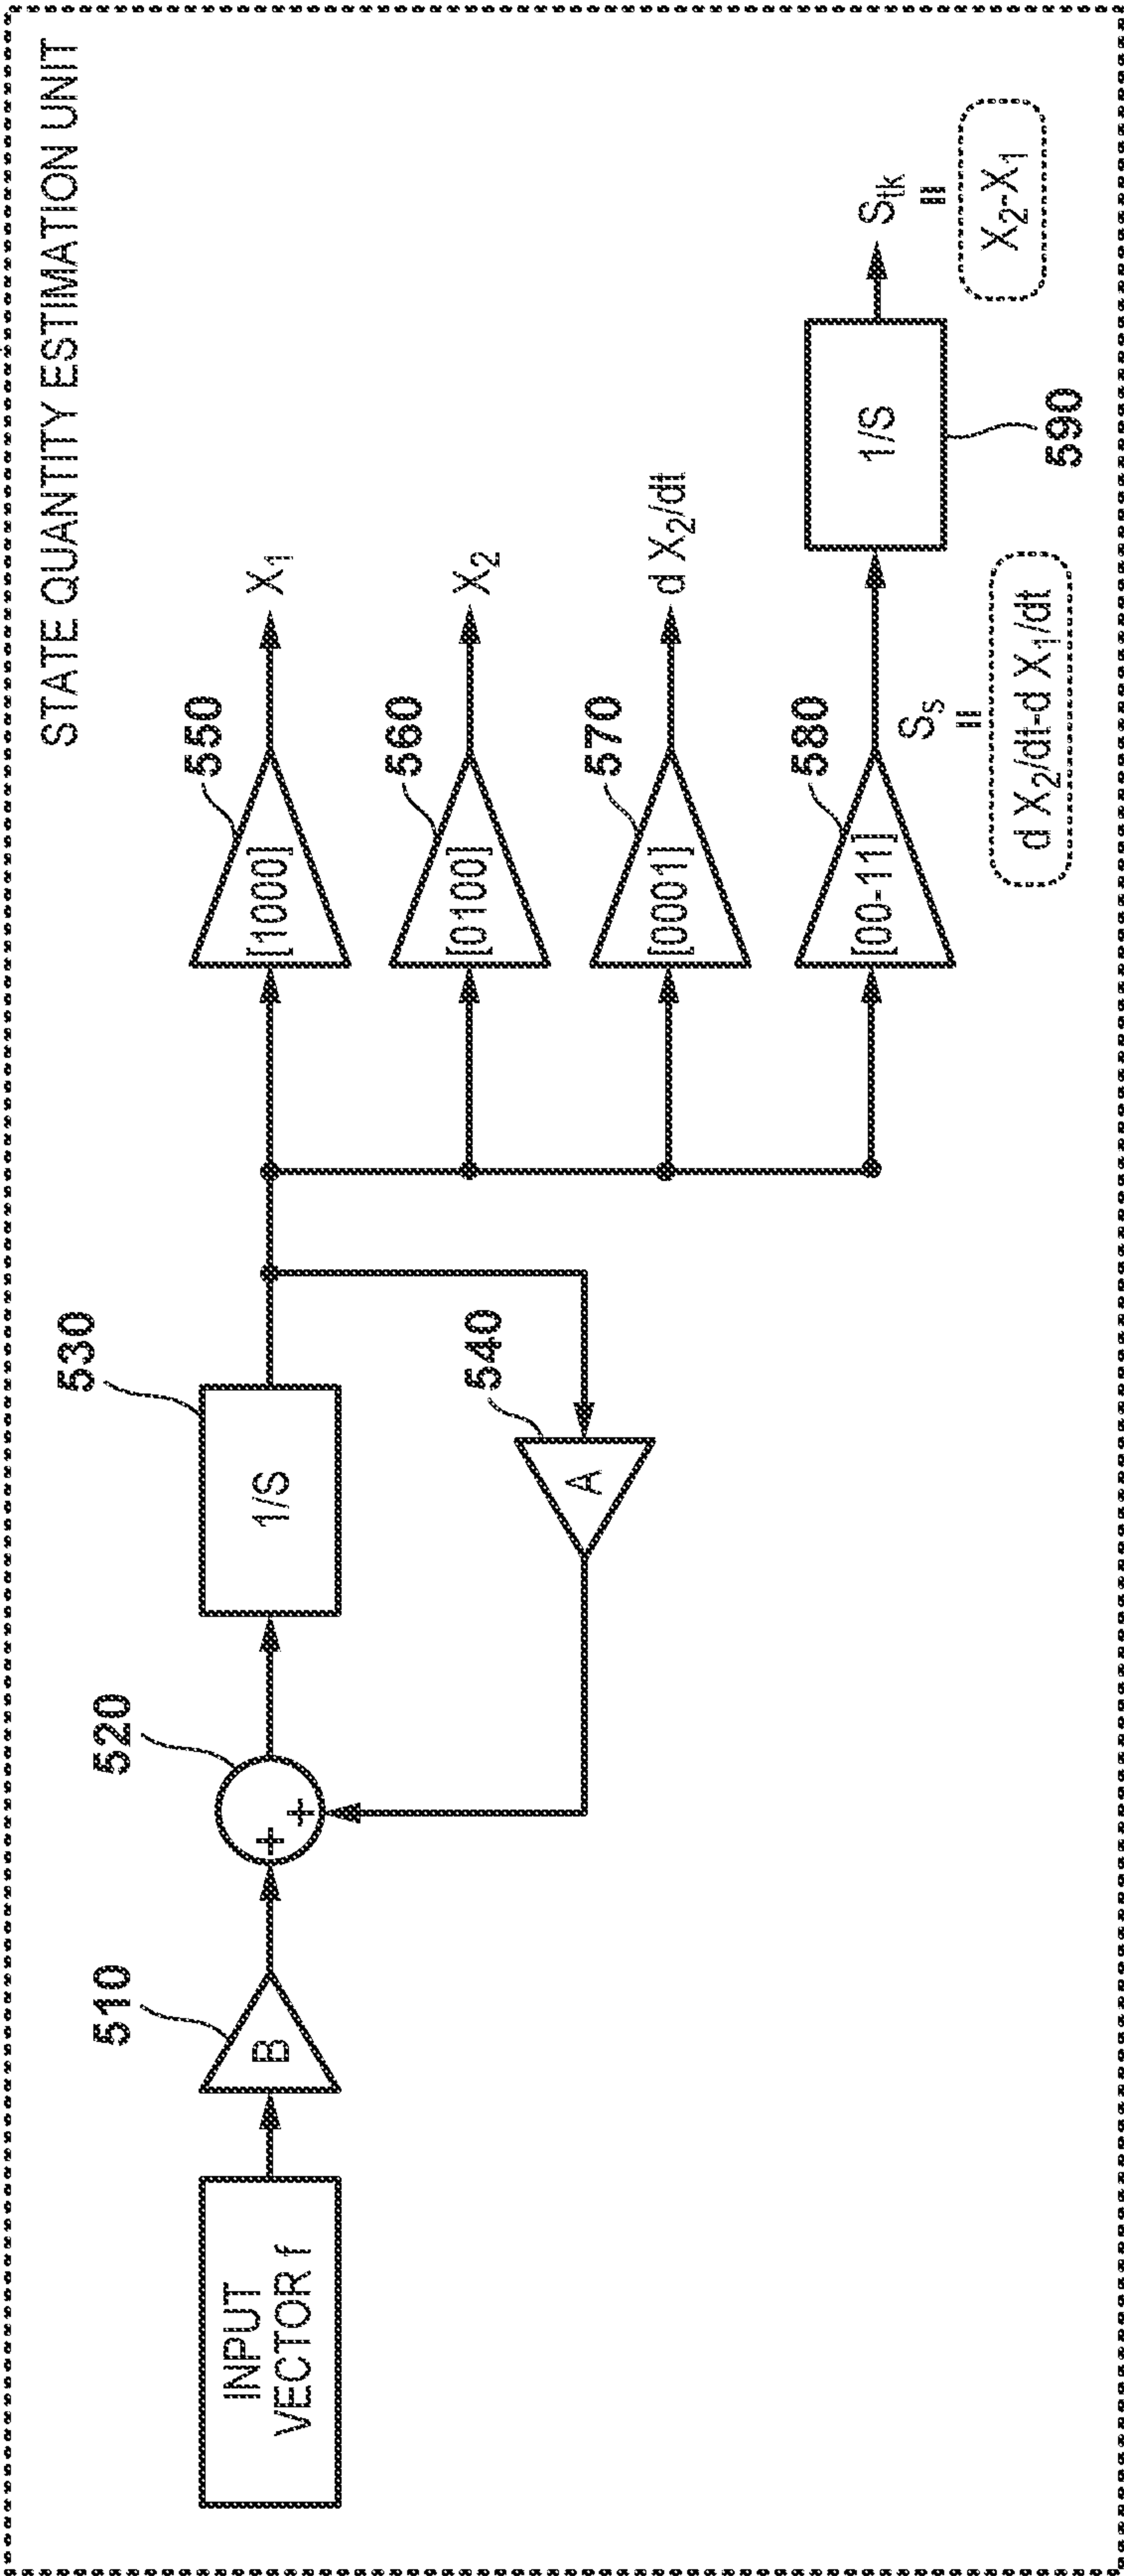 STATE QUANTITY ESTIMATION UNIT
INPUT
VECTOR f
510
B
520
+
+
530
1/S
540
A
550
[1000]
X1
560
[0100]
X2
570
[0001]
d X2/dt
580
[00-11]
Ss
=
d X2/dt-d X1/dt
1/S
590
Stk
=
X2-X1